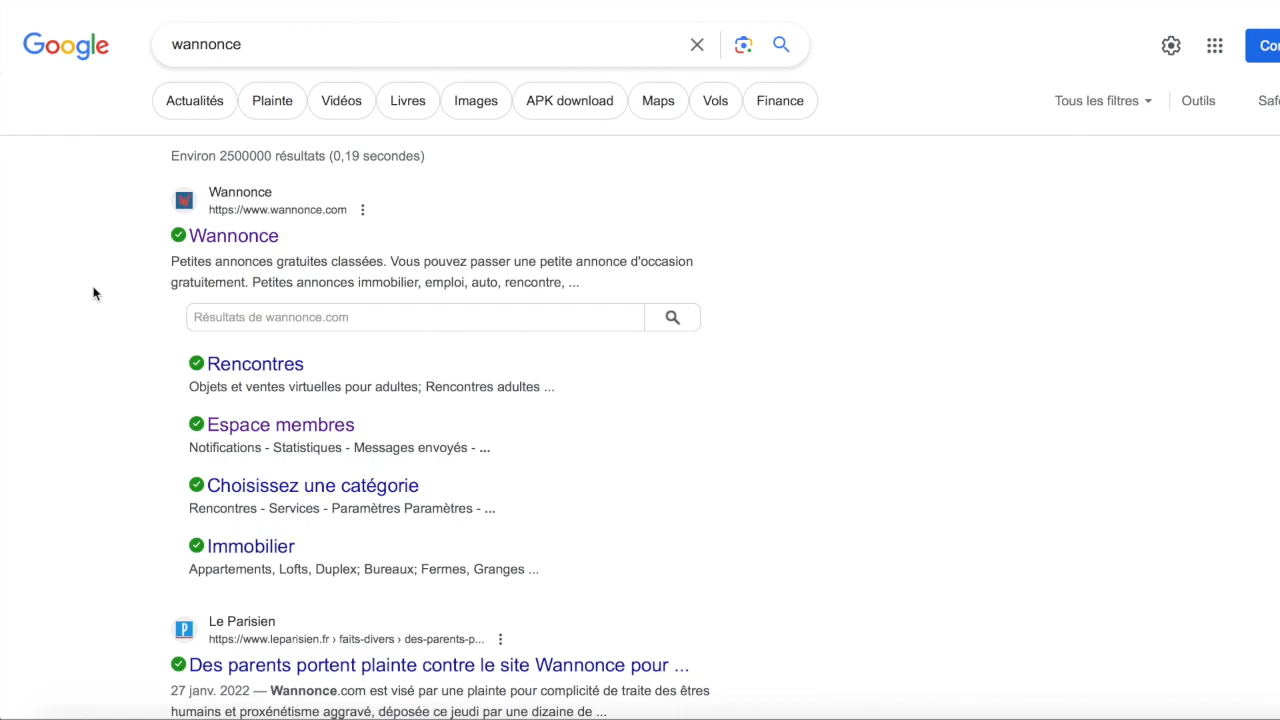 Google
wannonce
Actualités Plainte Vidéos Livres Images APK download Maps Vols Finance
Tous les filtres Outils
Environ 2500000 résultats (0,19 secondes)
Wannonce
https://www.wannonce.com
Wannonce
Petites annonces gratuites classées. Vous pouvez passer une petite annonce d'occasion
gratuitement. Petites annonces immobilier, emploi, auto, rencontre, ...
Résultats de wannonce.com
Rencontres
Objets et ventes virtuelles pour adultes; Rencontres adultes ...
Espace membres
Notifications - Statistiques - Messages envoyés - ...
Choisissez une catégorie
Rencontres - Services - Paramètres Paramètres - ...
Immobilier
Appartements, Lofts, Duplex; Bureaux; Fermes, Granges ...
P
Le Parisien
https://www.leparisien.fr › faits-divers › des-parents-p...
Des parents portent plainte contre le site Wannonce pour ...
27 janv. 2022 — Wannonce.com est visé par une plainte pour complicité de traite des êtres
humains et proxénétisme aggravé, déposée ce jeudi par une dizaine de ...